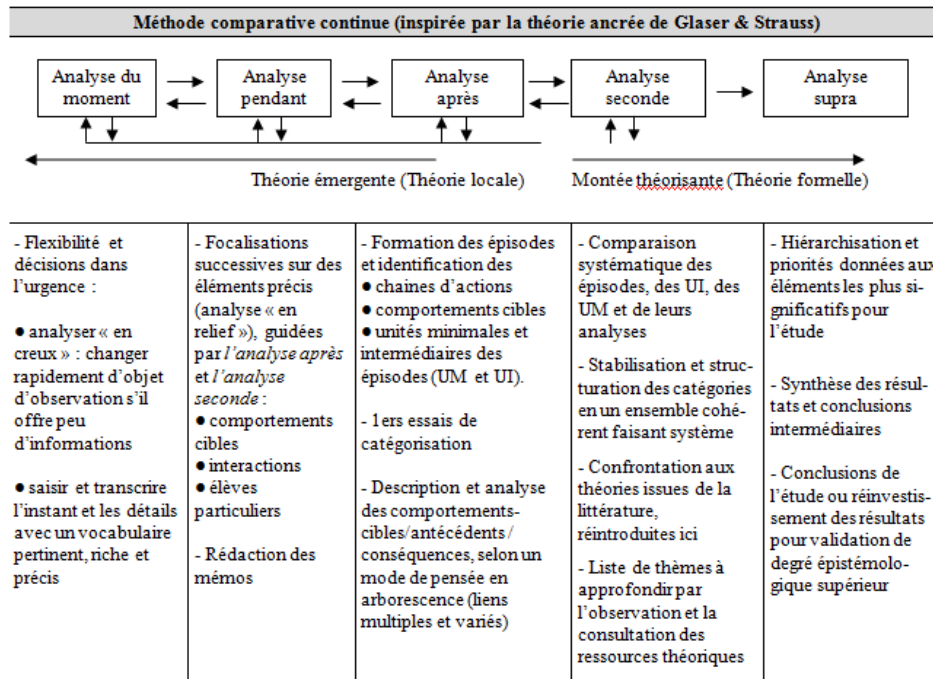 Méthode comparative continue (inspirée par la théorie ancrée de Glaser & Strauss)
Analyse du
moment
Analyse
pendant
Analyse
après
Analyse
seconde
Analyse
supra
Théorie émergente (Théorie locale)
Montée théorisante (Théorie formelle)
- Flexibilité et
décisions dans
l’urgence :
● analyser « en
creux » : changer
rapidement d’objet
d’observation s’il
offre peu
d’informations
● saisir et transcrire
l’instant et les détails
avec un vocabulaire
pertinent, riche et
précis
- Focalisations
successives sur des
éléments précis
(analyse « en
relief »), guidées
par l’analyse après
et l’analyse
seconde :
● comportements
cibles
● interactions
● élèves
particuliers
- Rédaction des
mémos
- Formation des épisodes
et identification des
● chaines d’actions
● comportements cibles
● unités minimales et
intermédiaires des
épisodes (UM et UI).
- 1ers essais de
catégorisation
- Description et analyse
des comportements-
cibles/antécédents /
conséquences, selon un
mode de pensée en
arborescence (liens
multiples et variés)
- Comparaison
systématique des
épisodes, des UI, des
UM et de leurs
analyses
- Stabilisation et struc-
turation des catégories
en un ensemble cohé-
rent faisant système
- Confrontation aux
théories issues de la
littérature,
réintroduites ici
- Liste de thèmes à
approfondir par
l’observation et la
consultation des
ressources théoriques
- Hiérarchisation et
priorités données aux
éléments les plus si-
gnificatifs pour
l’étude
- Synthèse des résul-
tats et conclusions
intermédiaires
- Conclusions de
l’étude ou réinvestis-
sement des résultats
pour validation de
degré épistémolo-
gique supérieur